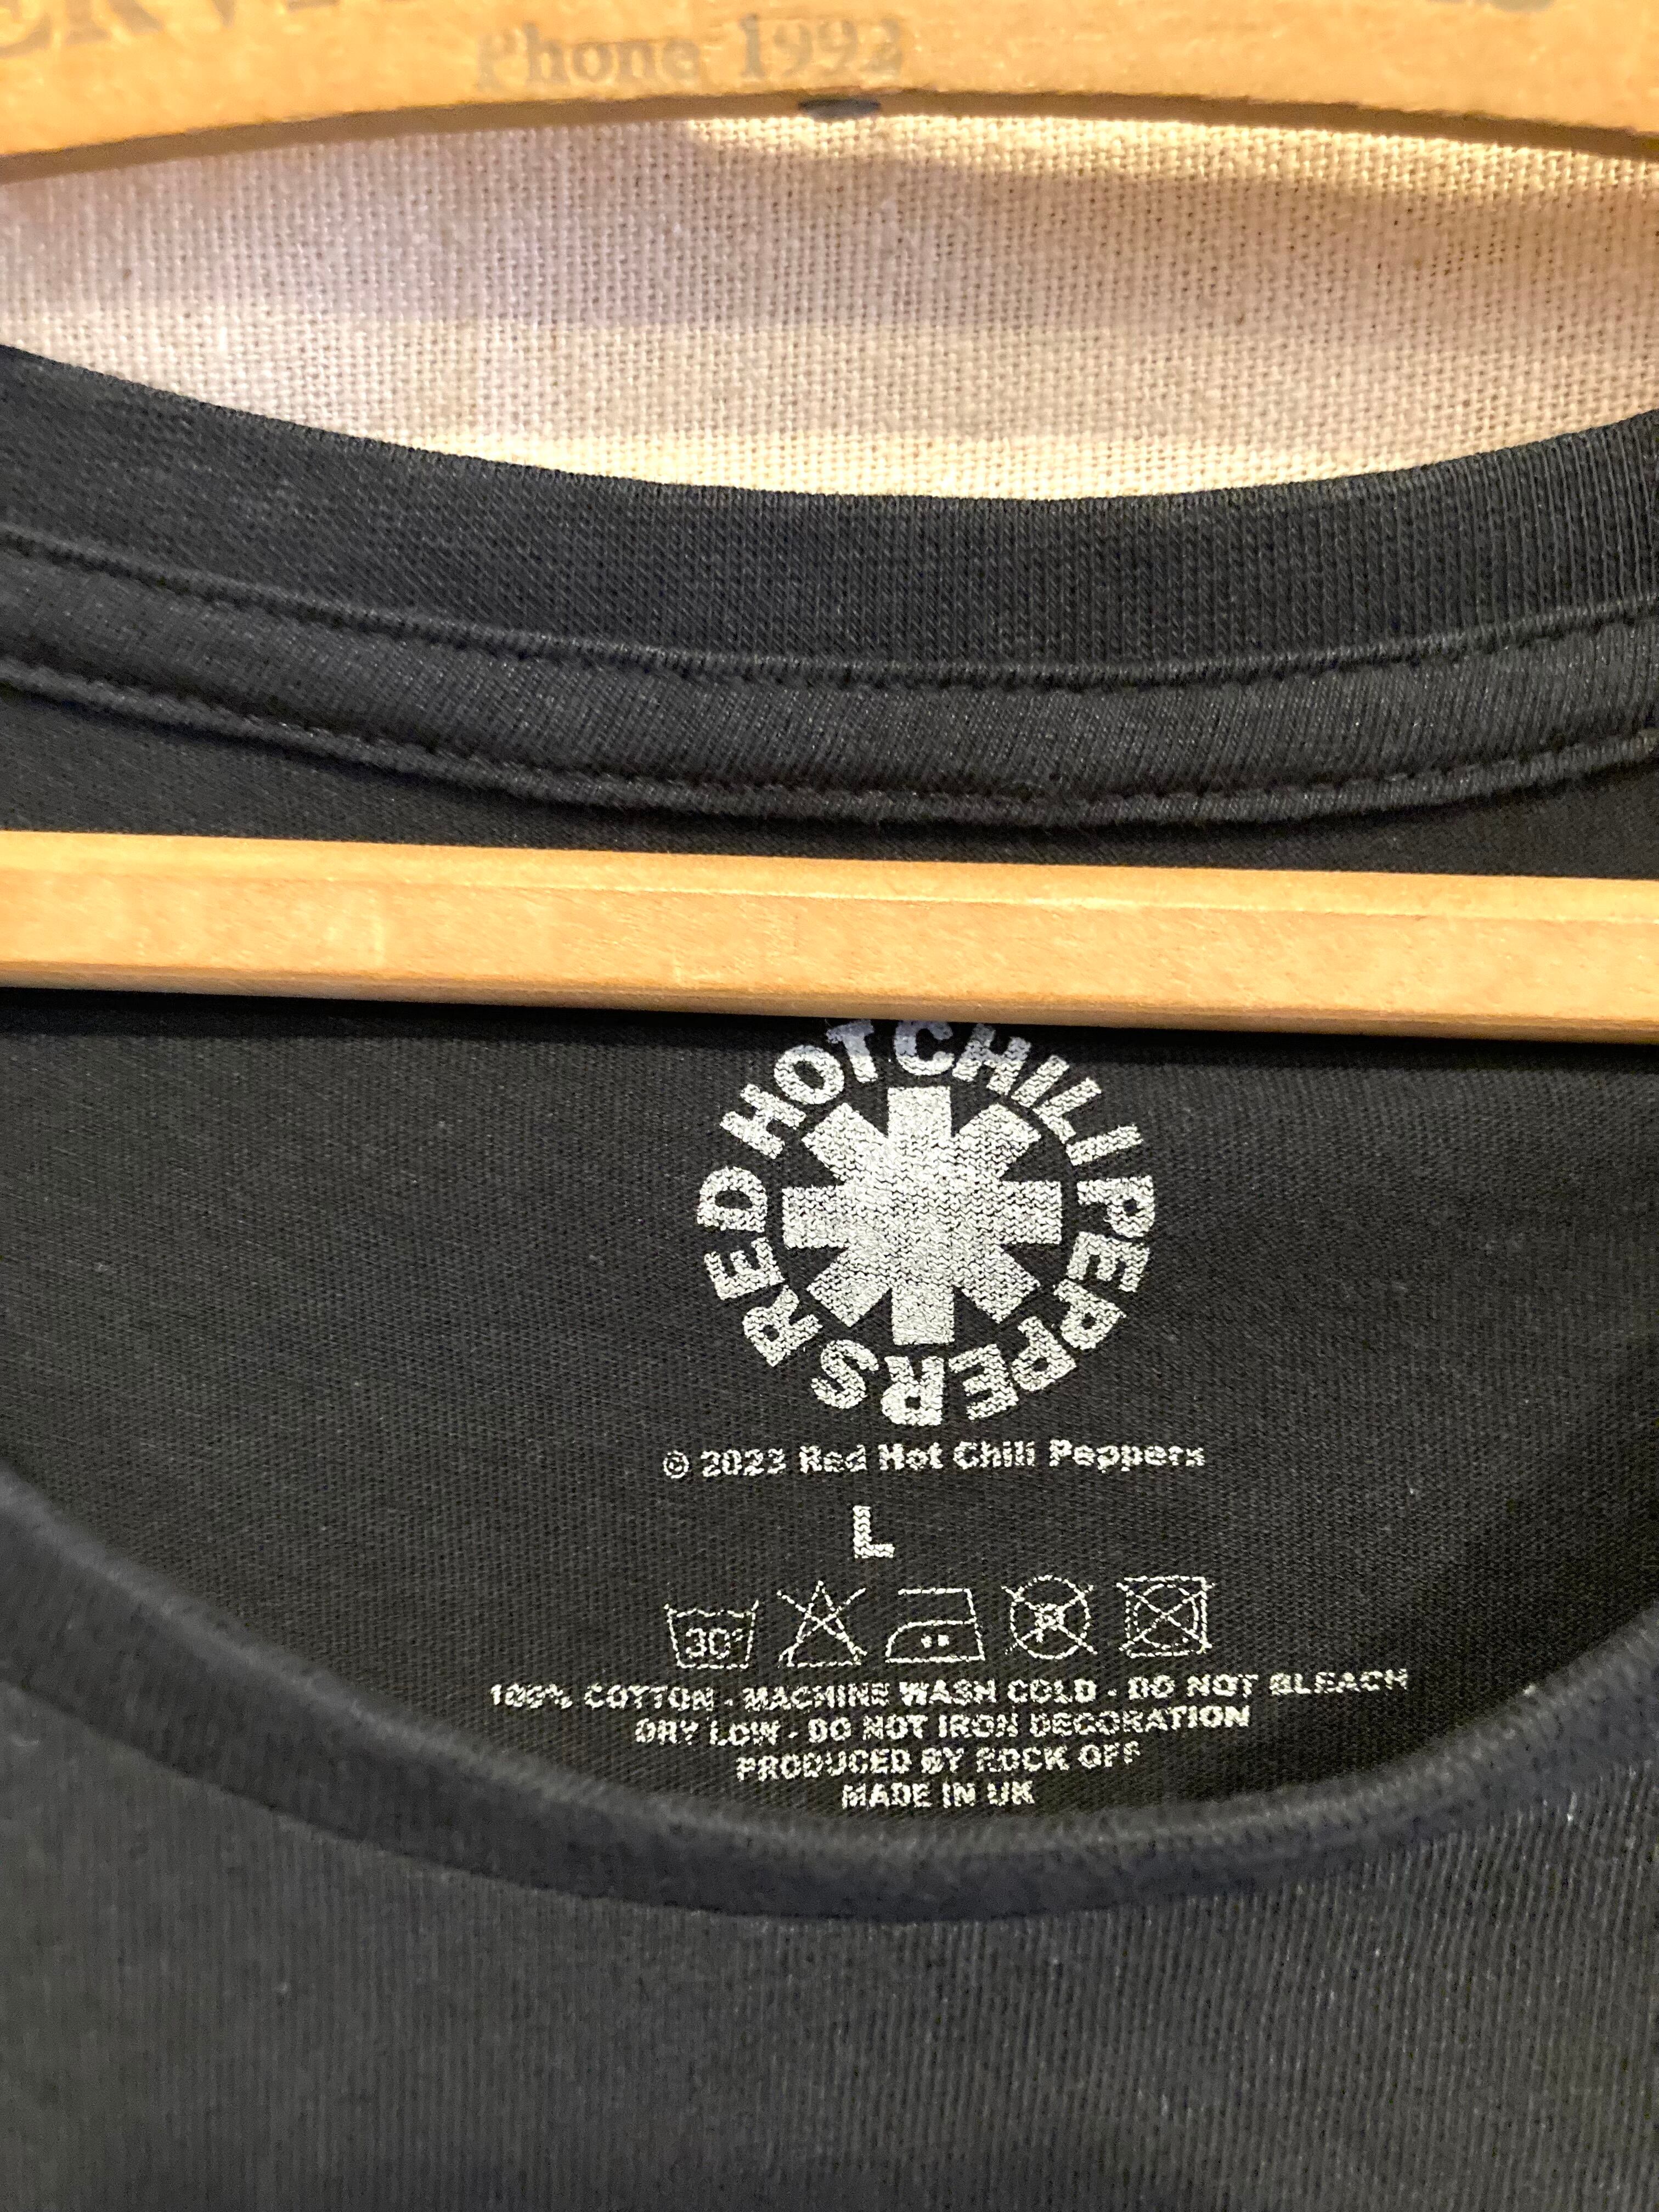 Phone 1992
RED HOT CHILI PEPPERS
© 2023 Red Hot Chili Peppers
L
30°
P
100% COTTON - MACHINE WASH COLD - DO NOT BLEACH
DRY LOW - DO NOT IRON DECORATION
PRODUCED BY ROCK OFF
MADE IN UK